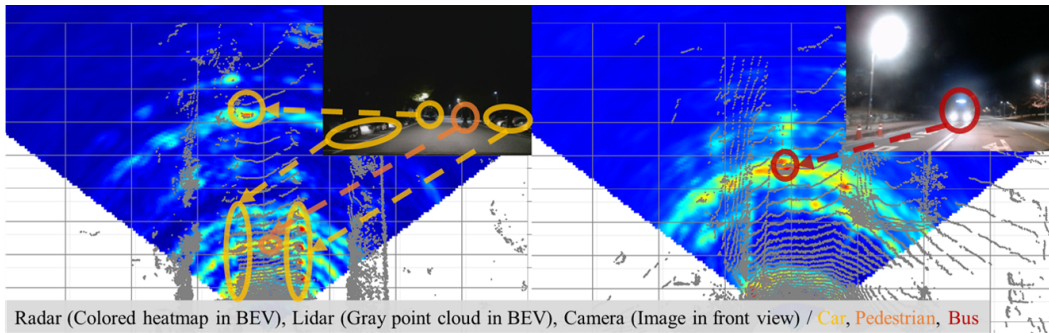 Radar (Colored heatmap in BEV), Lidar (Gray point cloud in BEV), Camera (Image in front view) / Car, Pedestrian, Bus